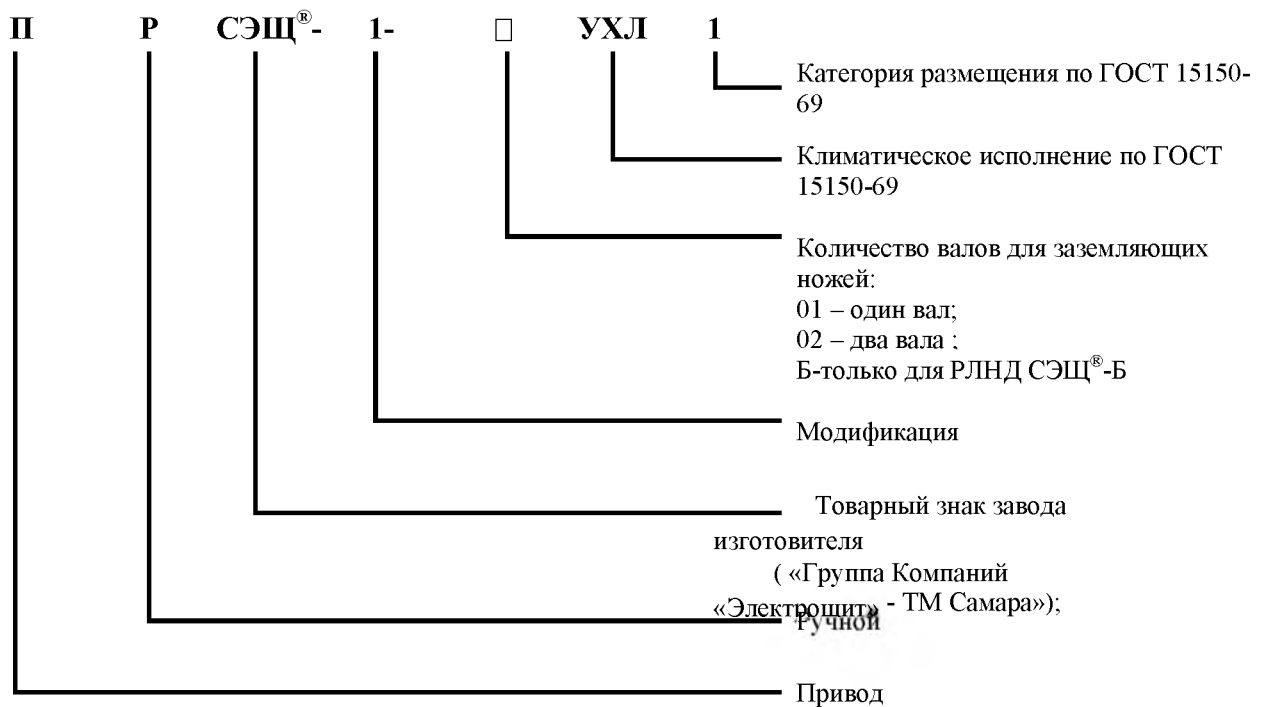 П Р СЭЩ®- 1- □ УХЛ 1
Категория размещения по ГОСТ 15150-
69
Климатическое исполнение по ГОСТ
15150-69
Количество валов для заземляющих
ножей:
01 – один вал;
02 – два вала ;
Б-только для РЛНД СЭЩ®-Б
Модификация
Товарный знак завода
изготовителя
( «Группа Компаний
«Электрощит» - ТМ Самара»);
Ручной
Привод